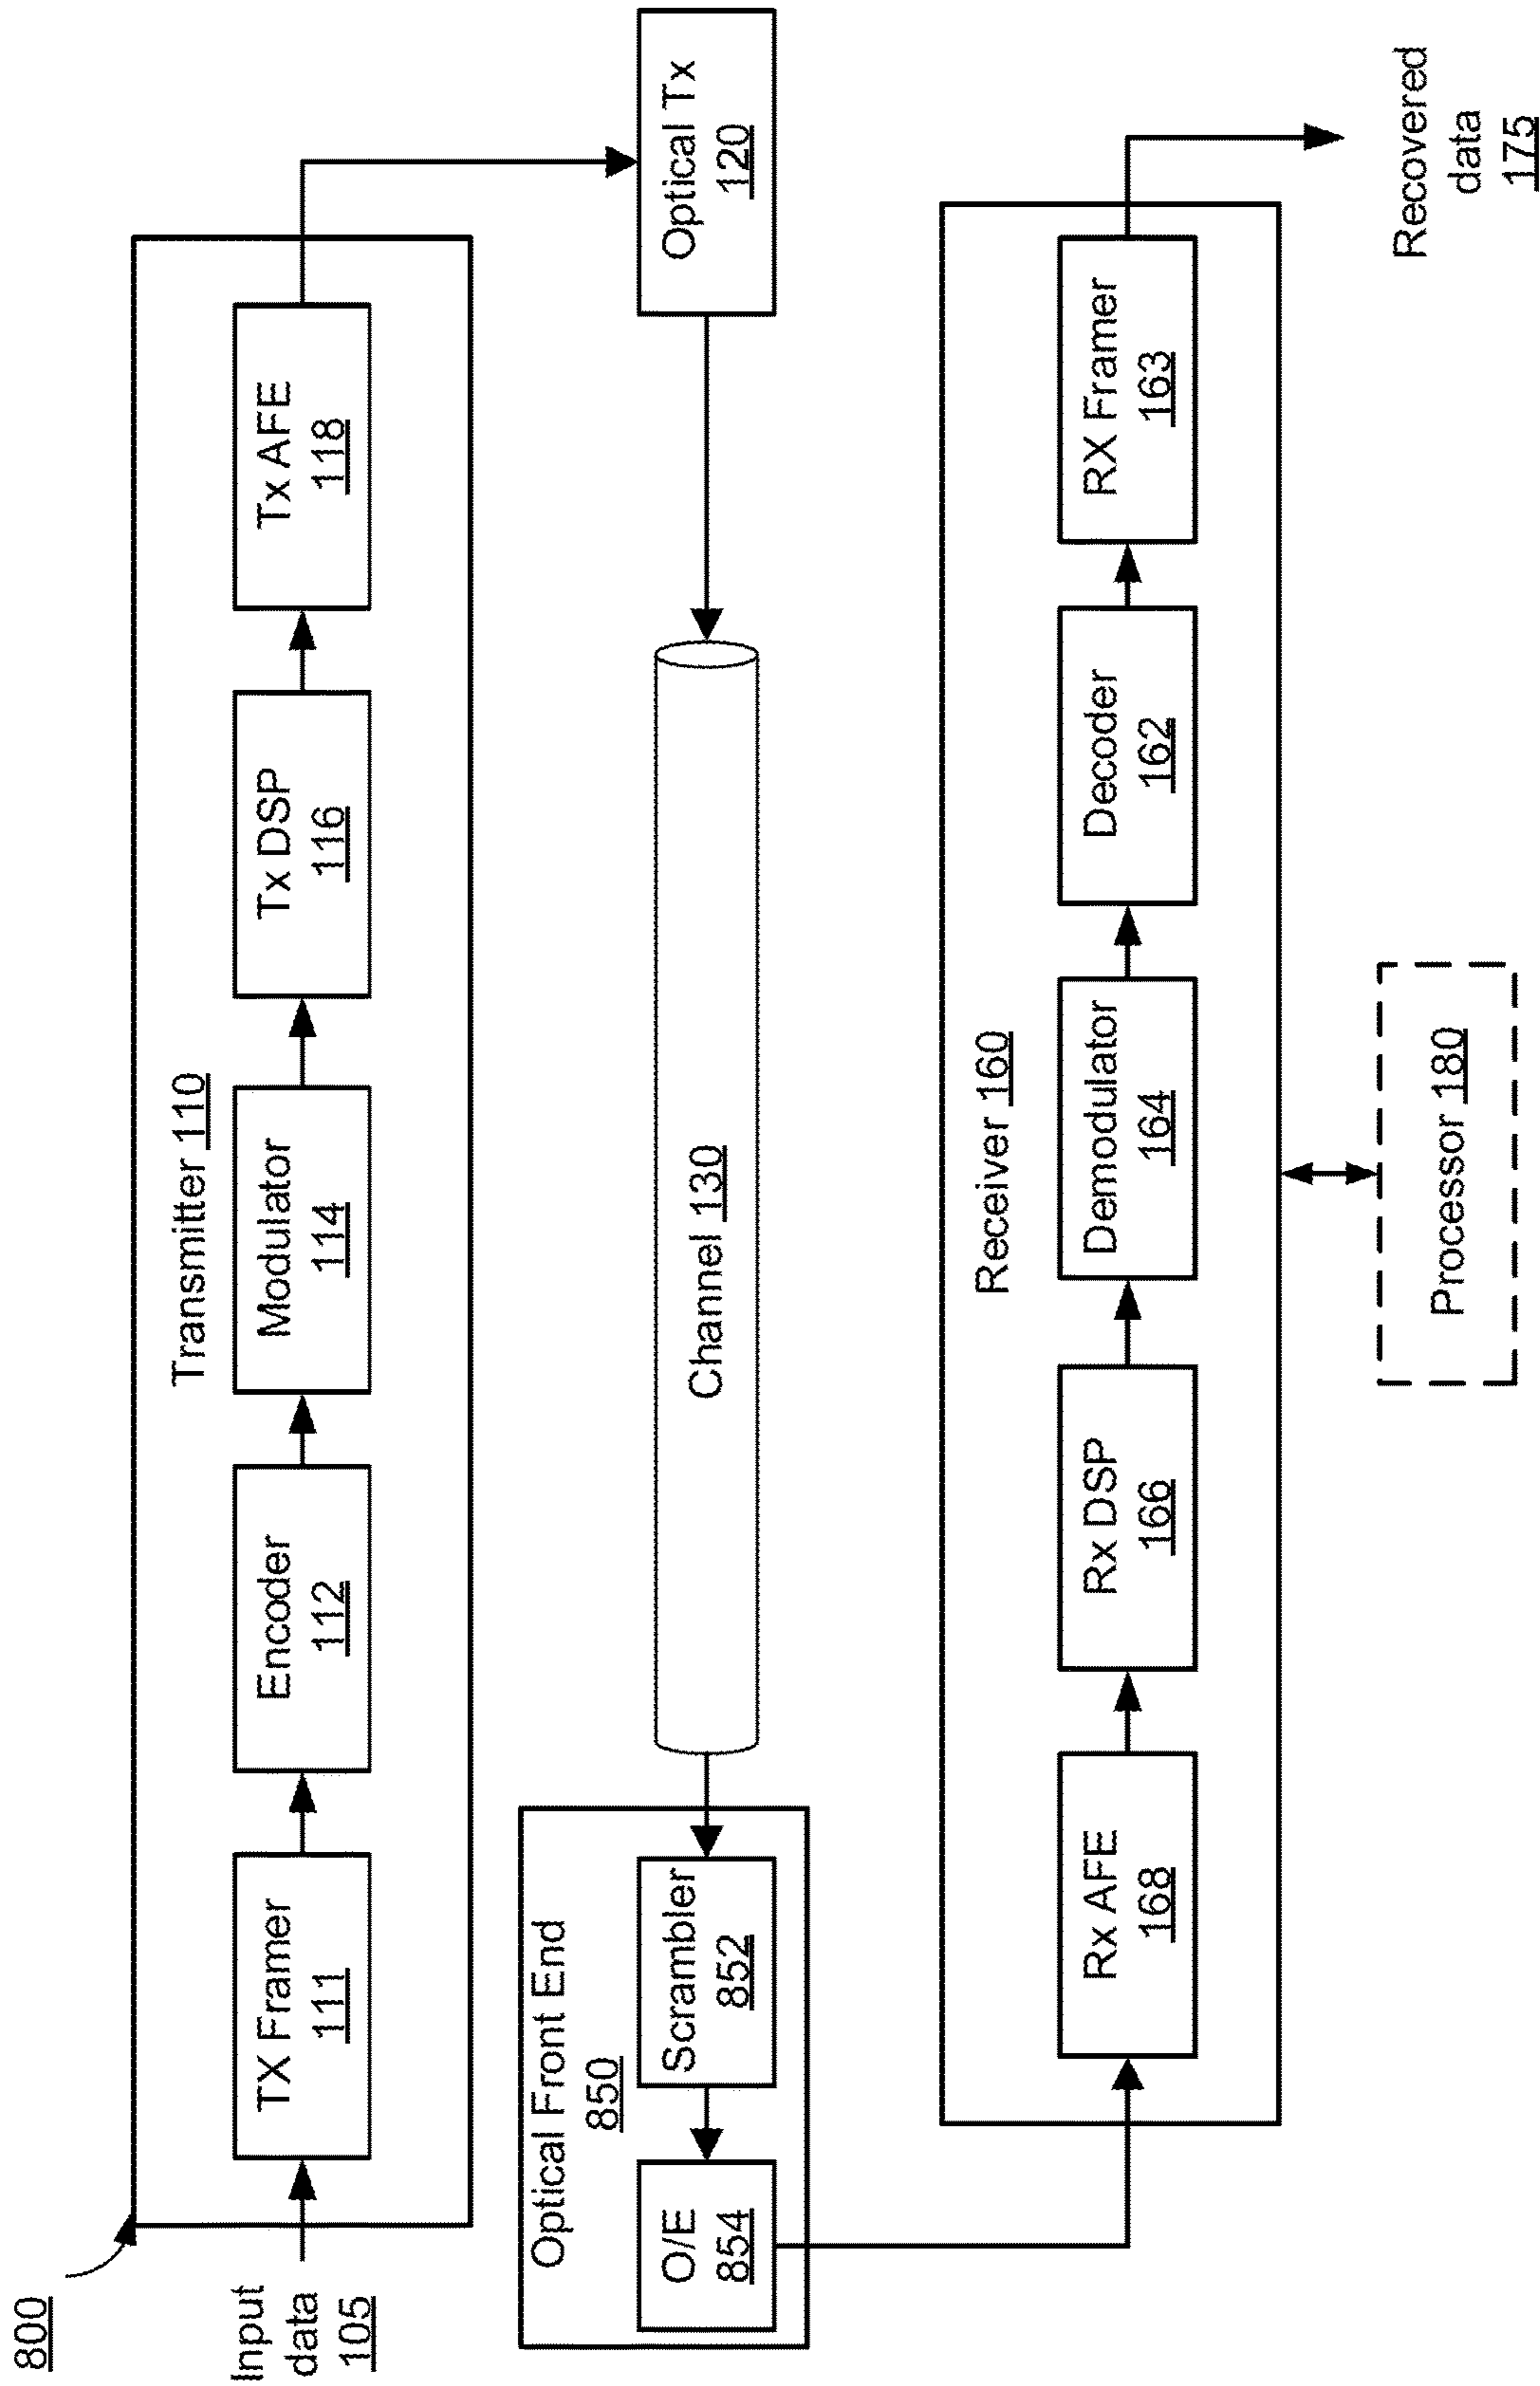 800
Input
data
105
Transmitter 110
TX Framer
111
Encoder
112
Modulator
114
Tx DSP
116
Tx AFE
118
Optical Tx
120
Channel 130
Optical Front End
850
Scrambler
852
O/E
854
Receiver 160
Rx AFE
168
Rx DSP
166
Demodulator
164
Decoder
162
RX Framer
163
Recovered
data
175
Processor 180